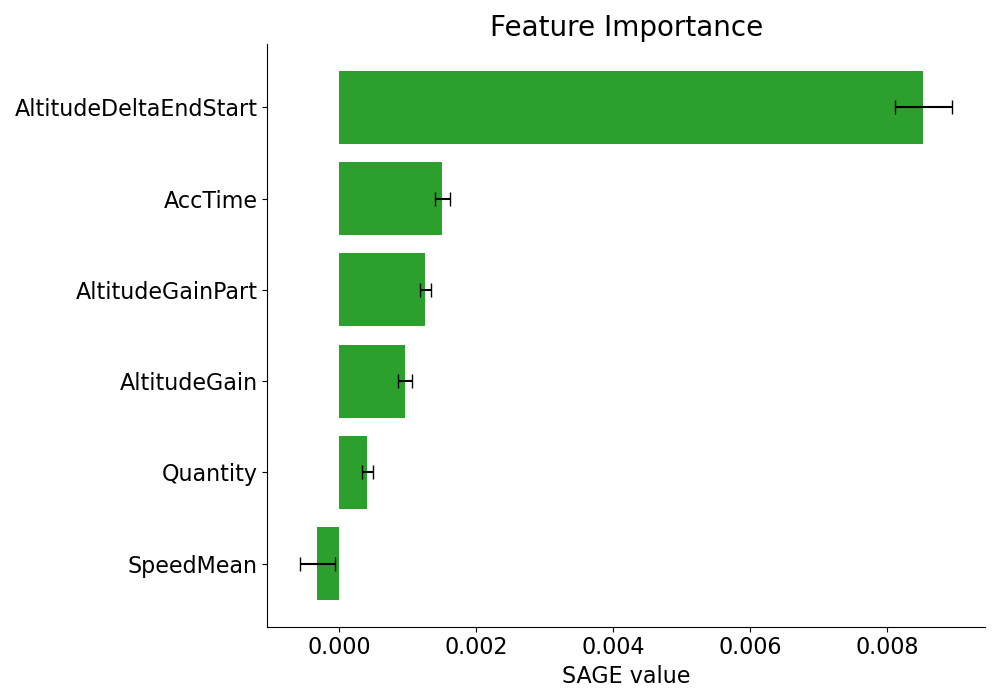 Feature Importance
AltitudeDeltaEndStart
AccTime
AltitudeGainPart
AltitudeGain
Quantity
SpeedMean
0.000 0.002 0.004 0.006 0.008
SAGE value